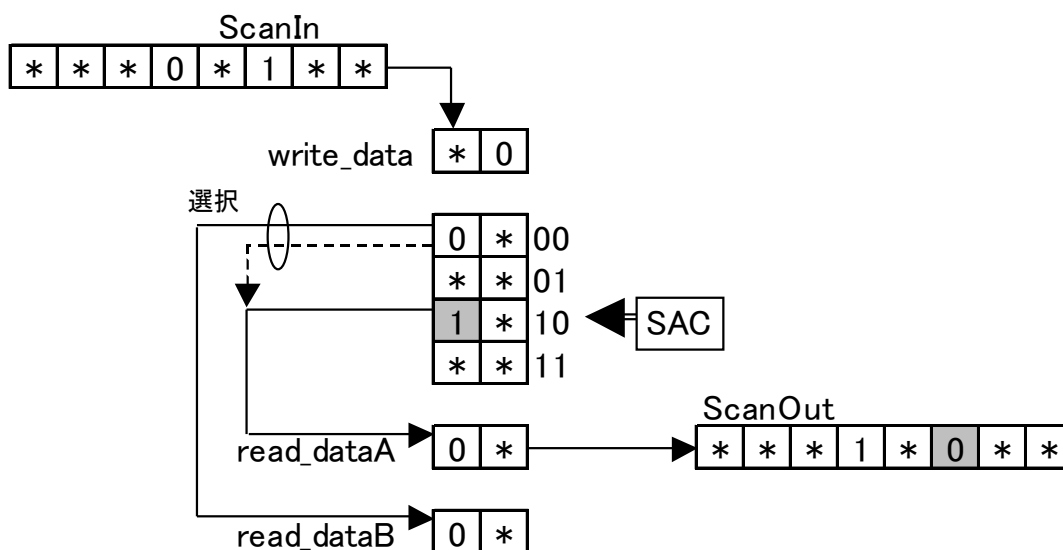 ScanIn
* * * 0 * 1 * *
write_data * 0
選択
0 * 00
* * 01
1 * 10
SAC
* * 11
ScanOut
read_dataA 0 *
* * * 1 * 0 * *
read_dataB 0 *